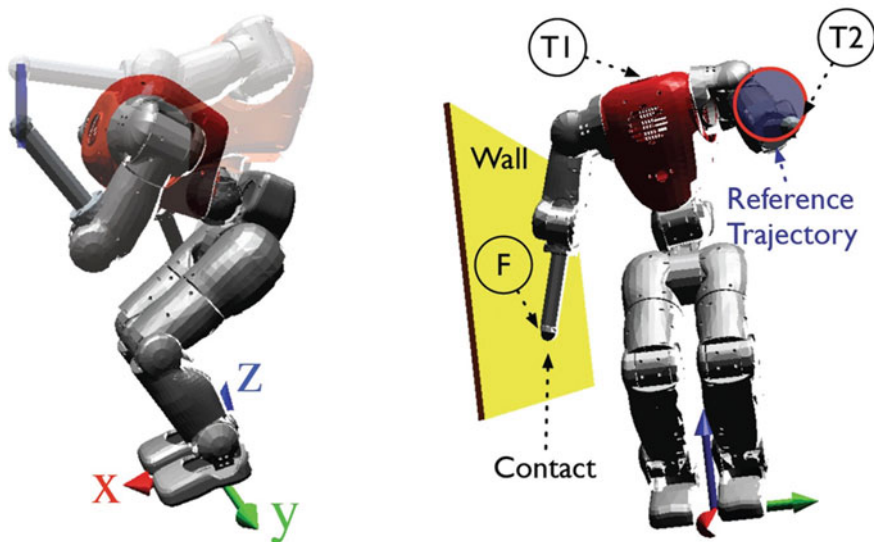 z
x
y
T1
T2
Wall
Reference
Trajectory
F
Contact